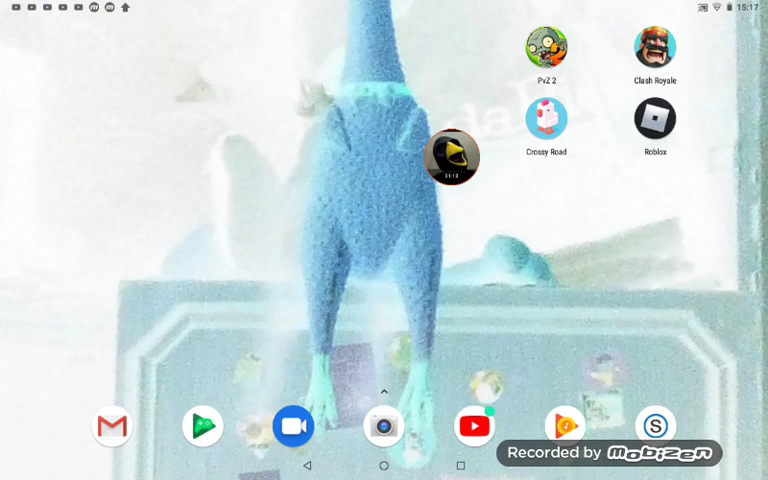 15:17
PvZ 2
Clash Royale
Crossy Road
Roblox
Recorded by mobizen